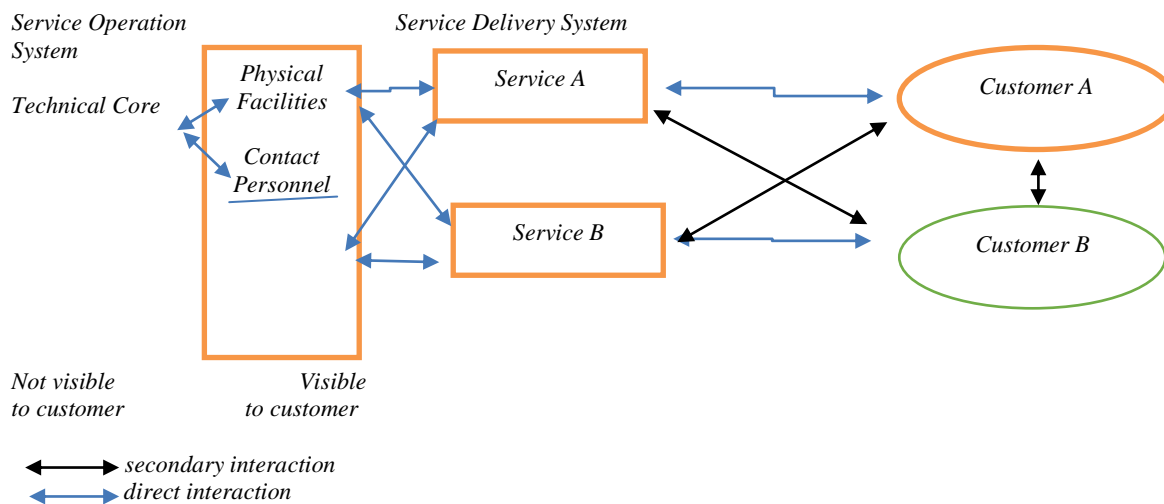 Service Operation
System
Service Delivery System
Technical Core
Physical
Facilities
Contact
Personnel
Service A
Service B
Customer A
Customer B
Not visible
to customer
Visible
to customer
secondary interaction
direct interaction